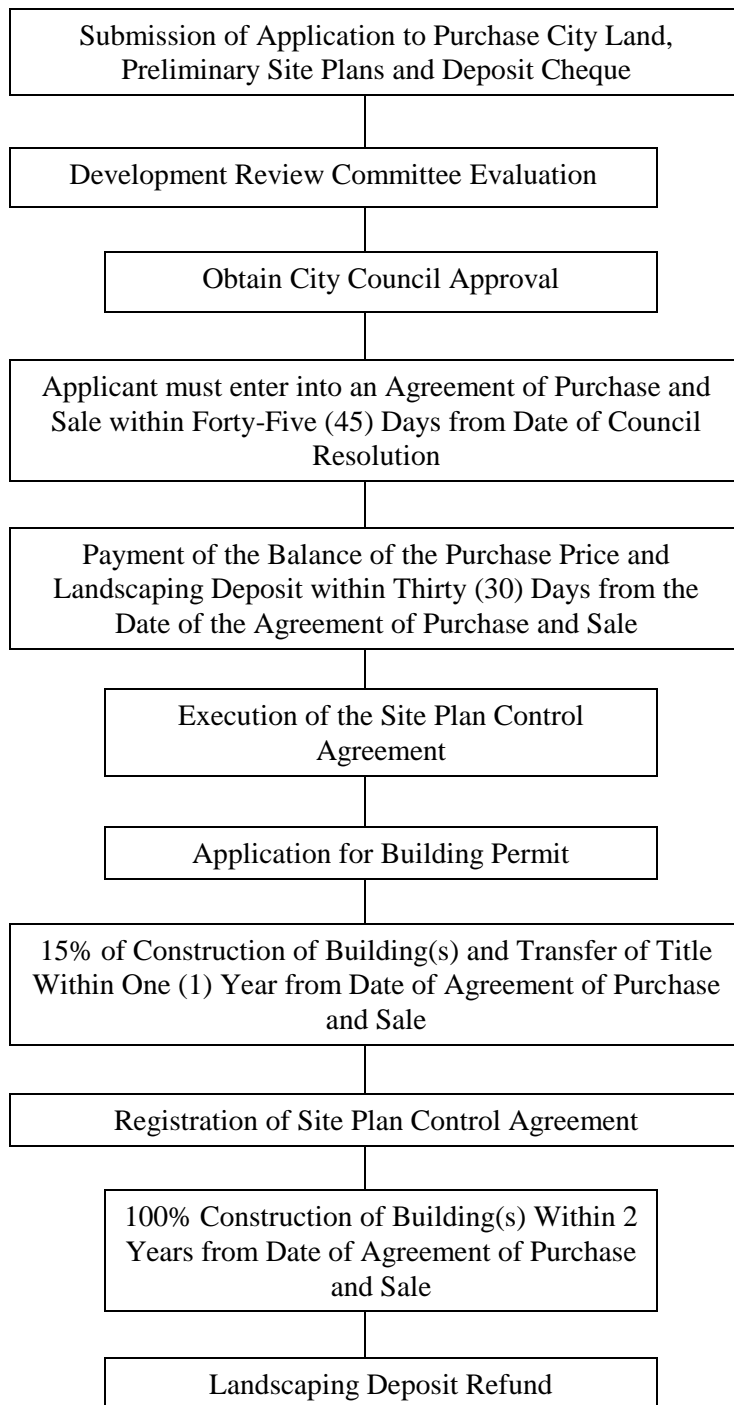 Submission of Application to Purchase City Land,
Preliminary Site Plans and Deposit Cheque
Development Review Committee Evaluation
Obtain City Council Approval
Applicant must enter into an Agreement of Purchase and
Sale within Forty-Five (45) Days from Date of Council
Resolution
Payment of the Balance of the Purchase Price and
Landscaping Deposit within Thirty (30) Days from the
Date of the Agreement of Purchase and Sale
Execution of the Site Plan Control
Agreement
Application for Building Permit
15% of Construction of Building(s) and Transfer of Title
Within One (1) Year from Date of Agreement of Purchase
and Sale
Registration of Site Plan Control Agreement
100% Construction of Building(s) Within 2
Years from Date of Agreement of Purchase
and Sale
Landscaping Deposit Refund